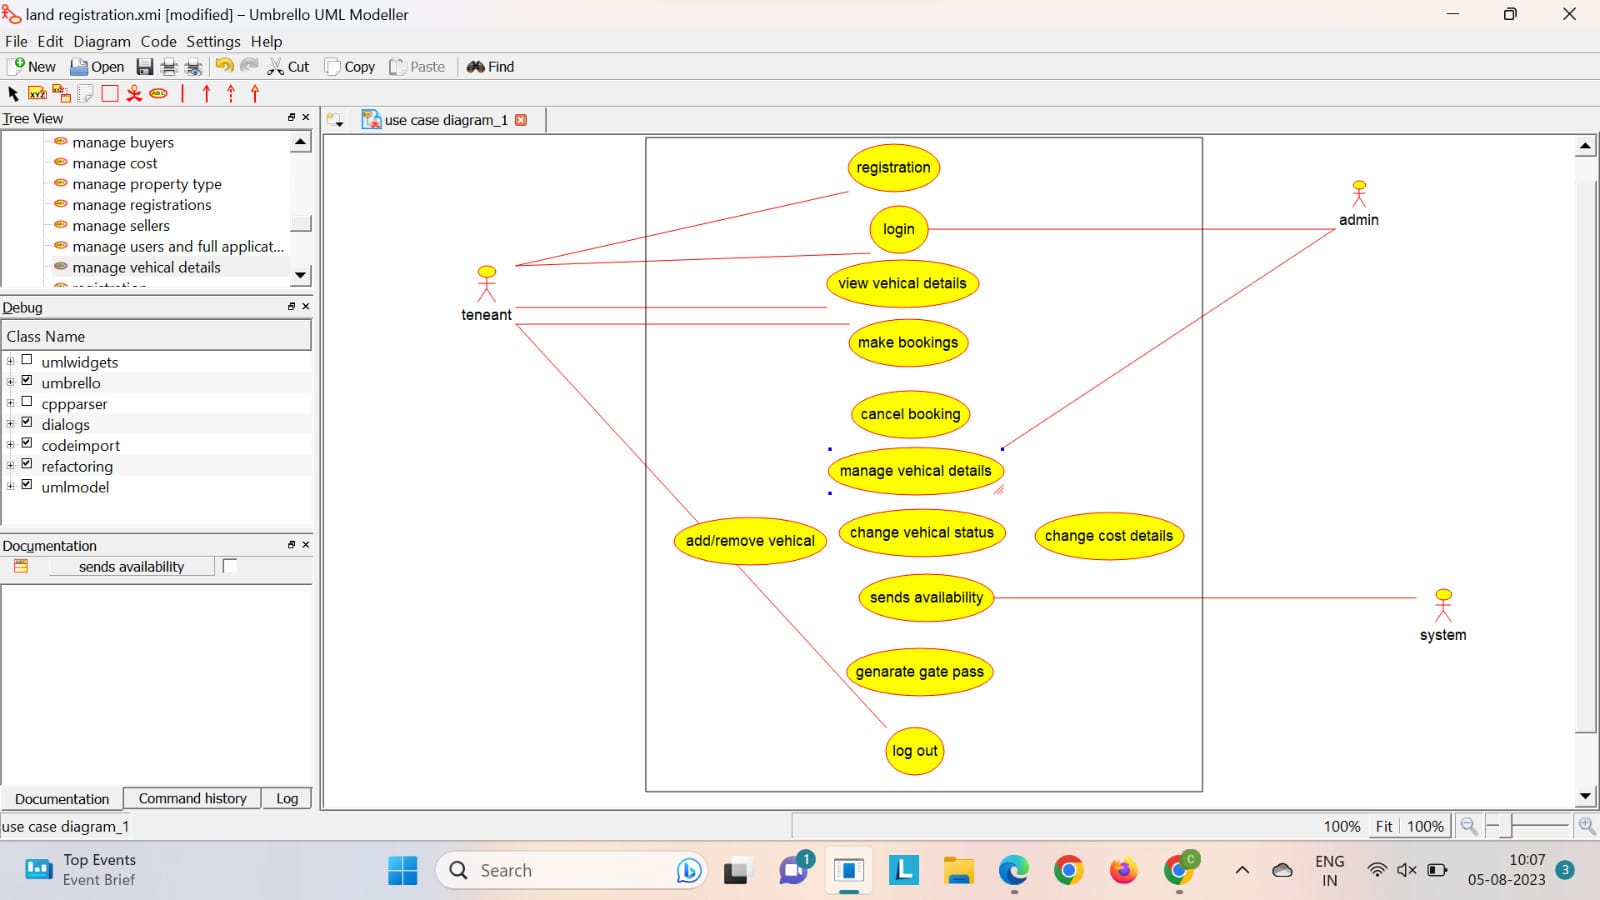 land registration.xmi [modified] – Umbrello UML Modeller
File Edit Diagram Code Settings Help
New Open Cut Copy Paste Find
XYZ
ABC
Tree View
use case diagram_1
manage buyers
manage cost
manage property type
manage registrations
manage sellers
manage users and full applicat...
manage vehical details
Debug
Class Name
umlwidgets
umbrello
cppparser
dialogs
codeimport
refactoring
umlmodel
Documentation
sends availability
Documentation Command history Log
use case diagram_1
registration
login
view vehical details
make bookings
cancel booking
manage vehical details
add/remove vehical
change vehical status
change cost details
sends availability
genarate gate pass
log out
teneant
admin
system
100% Fit 100%
Top Events
Event Brief
Search
1
L
C
ENG
IN
10:07
05-08-2023
3